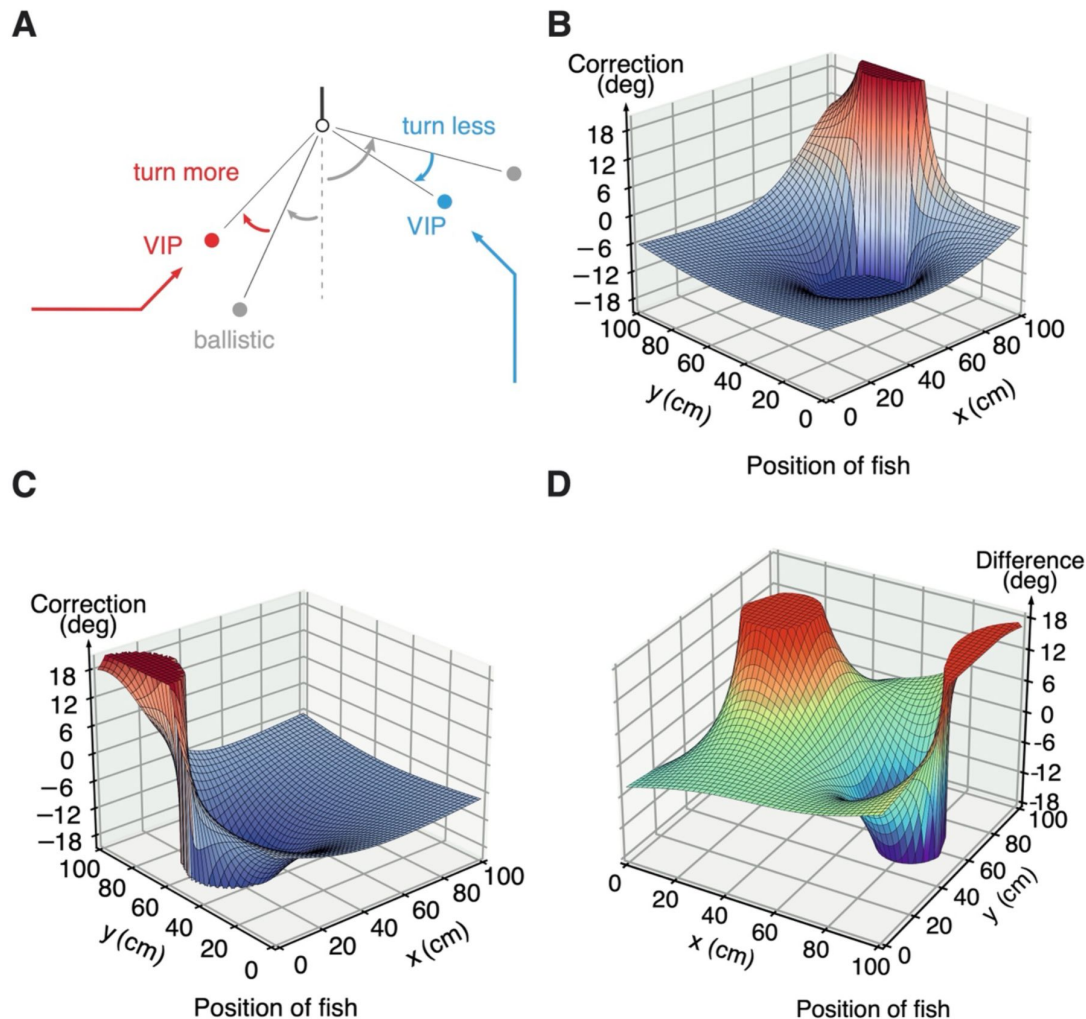 A
turn more
turn less
VIP
VIP
ballistic
B
Correction
(deg)
18
12
6
0
−6
−12
−18
100
80
60
40
20
0
y (cm)
0
20
40
60
80
100
x (cm)
Position of fish
C
Correction
(deg)
18
12
6
0
−6
−12
−18
100
80
60
40
20
0
y (cm)
0
20
40
60
80
100
x (cm)
Position of fish
D
Difference
(deg)
18
12
6
0
-6
-12
-18
0
20
40
60
80
100
x (cm)
0
20
40
60
80
100
y (cm)
Position of fish